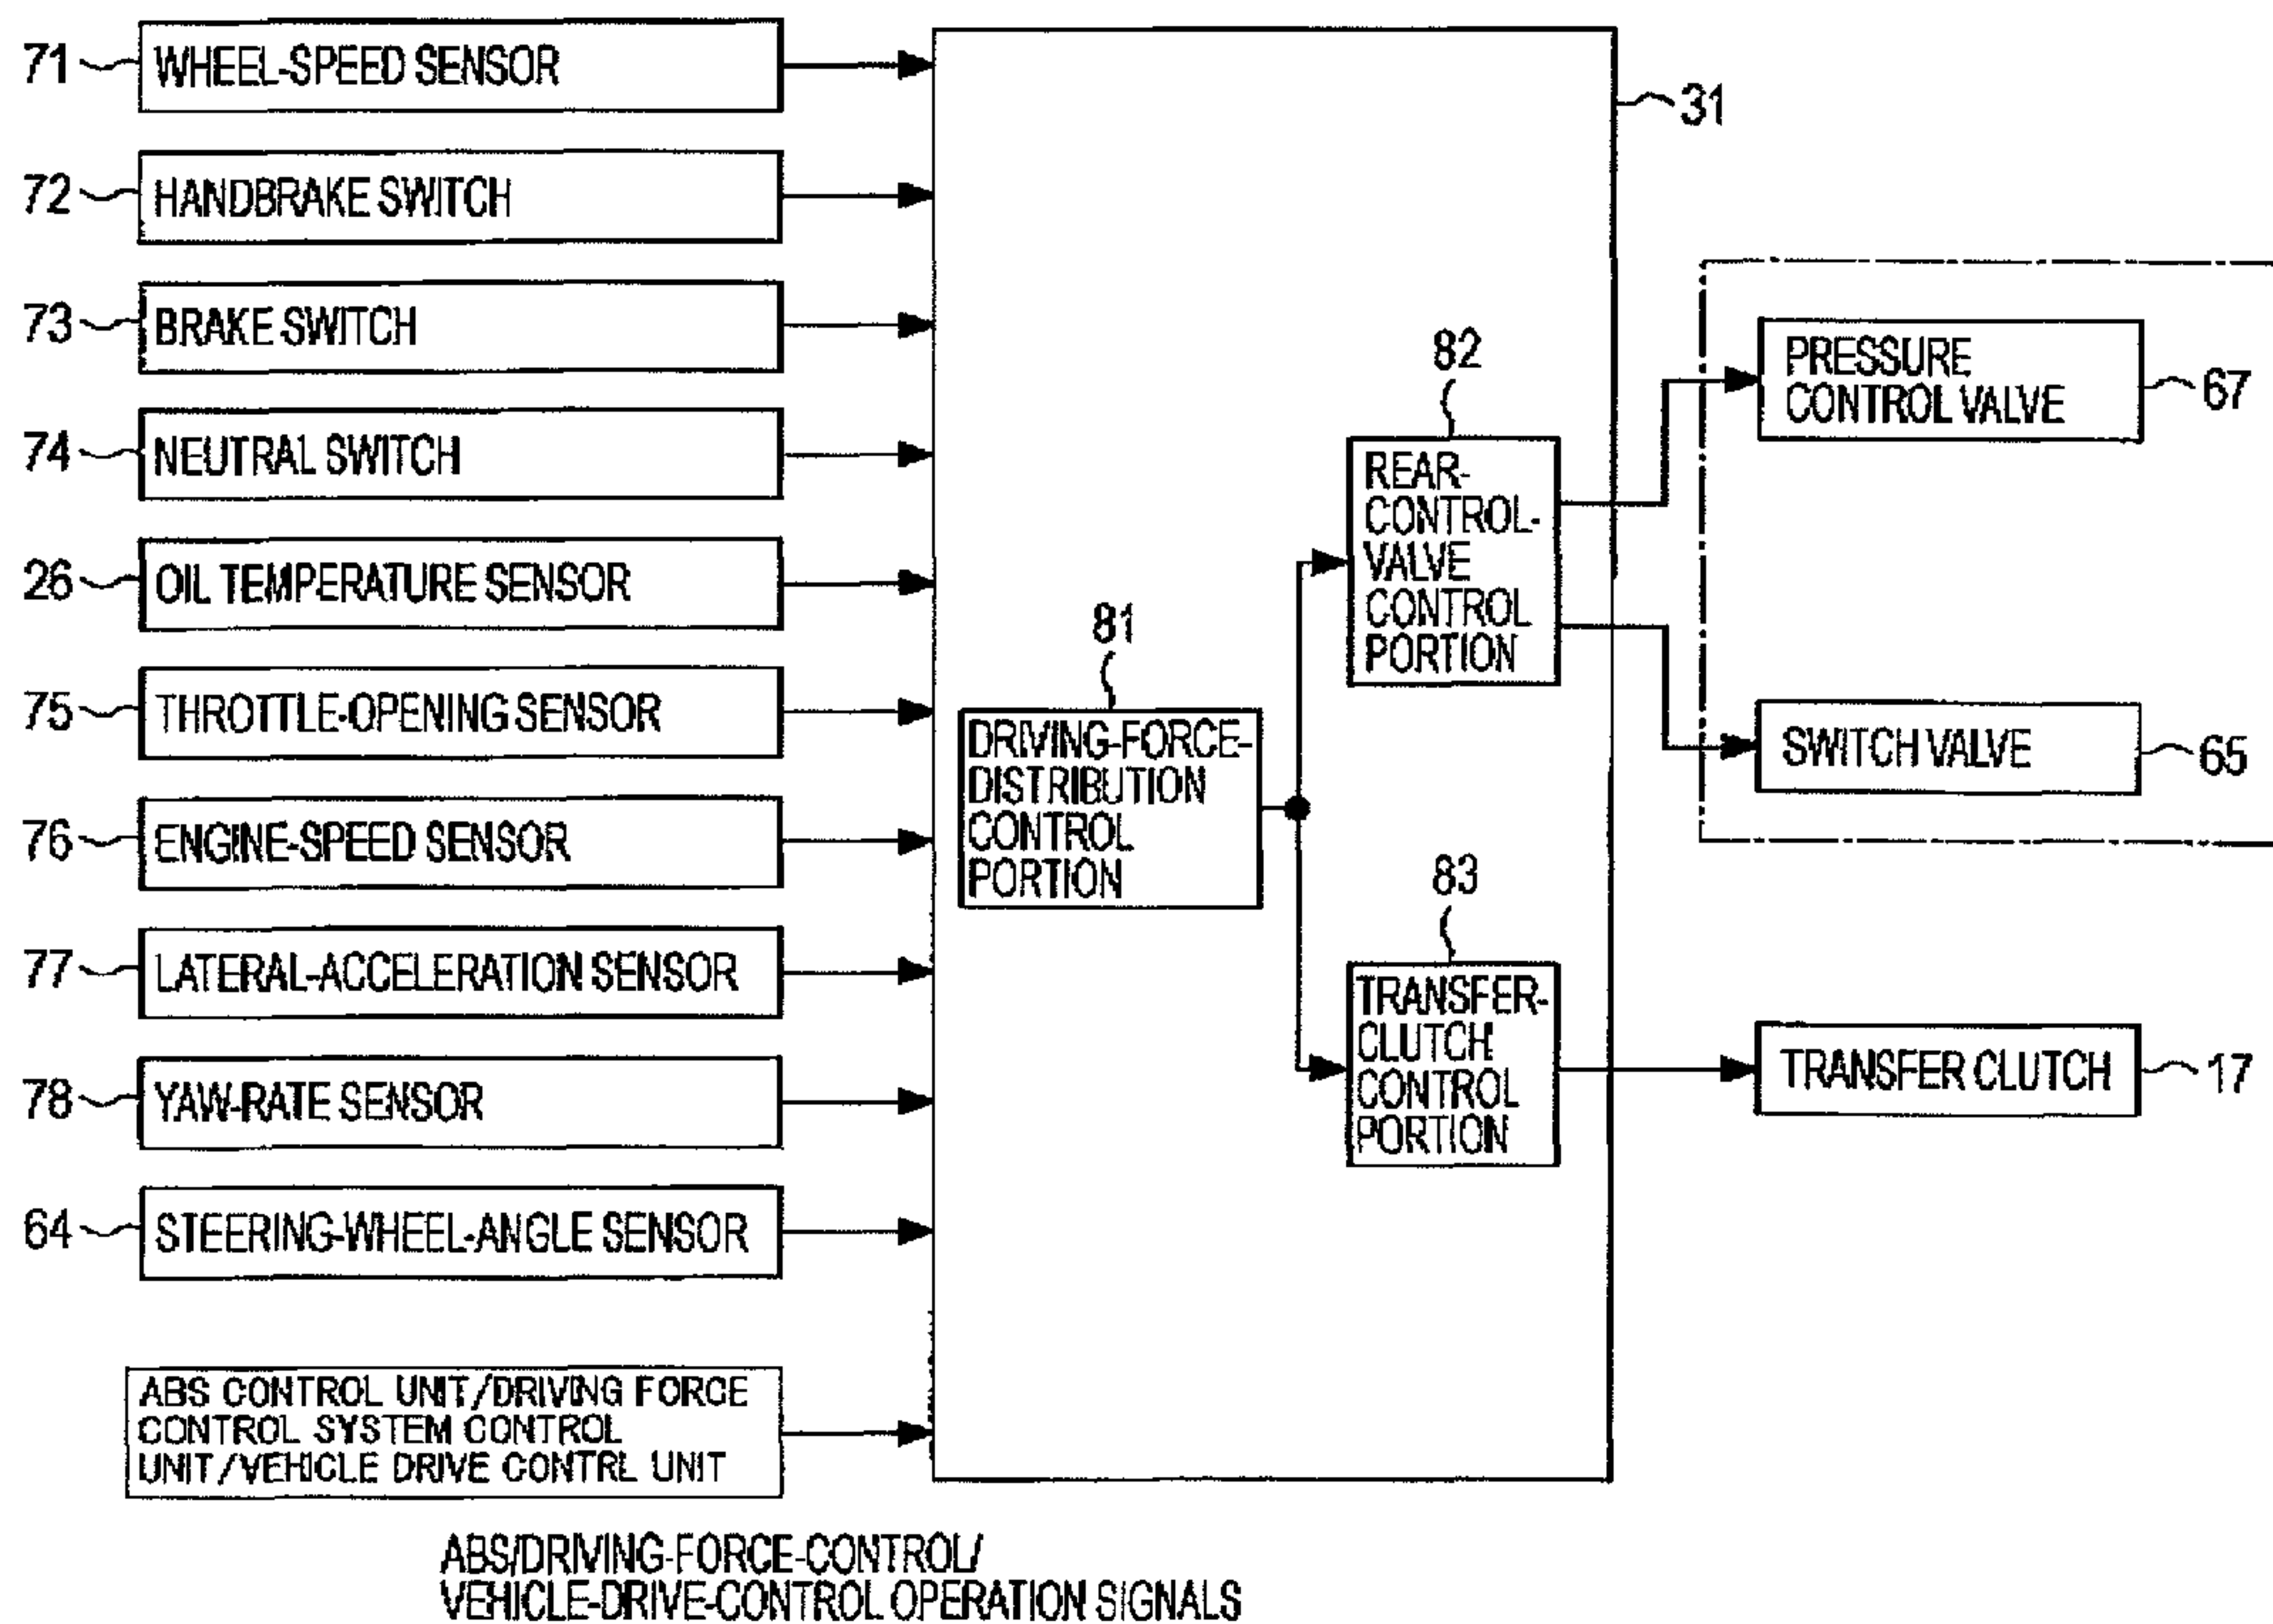 71 WHEEL-SPEED SENSOR
72 HANDBRAKE SWITCH
73 BRAKE SWITCH
74 NEUTRAL SWITCH
26 OIL TEMPERATURE SENSOR
75 THROTTLE-OPENING SENSOR
76 ENGINE-SPEED SENSOR
77 LATERAL-ACCELERATION SENSOR
78 YAW-RATE SENSOR
64 STEERING-WHEEL-ANGLE SENSOR
ABS CONTROL UNIT/DRIVING FORCE
CONTROL SYSTEM CONTROL
UNIT/VEHICLE DRIVE CONTRL UNIT
ABS/DRIVING-FORCE-CONTROL/
VEHICLE-DRIVE-CONTROL OPERATION SIGNALS
31
81
DRIVING-FORCE-
DISTRIBUTION
CONTROL
PORTION
82
REAR-
CONTROL-
VALVE
CONTROL
PORTION
83
TRANSFER-
CLUTCH
CONTROL
PORTION
PRESSURE
CONTROL VALVE
67
SWITCH VALVE 65
TRANSFER CLUTCH 17